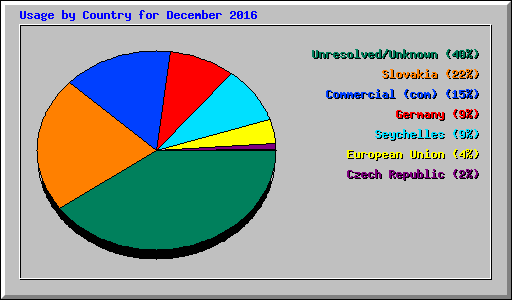 Usage by Country for December 2016
Unresolved/Unknown (40%)
Slovakia (22%)
Commercial (com) (15%)
Germany (9%)
Seychelles (9%)
European Union (4%)
Czech Republic (2%)